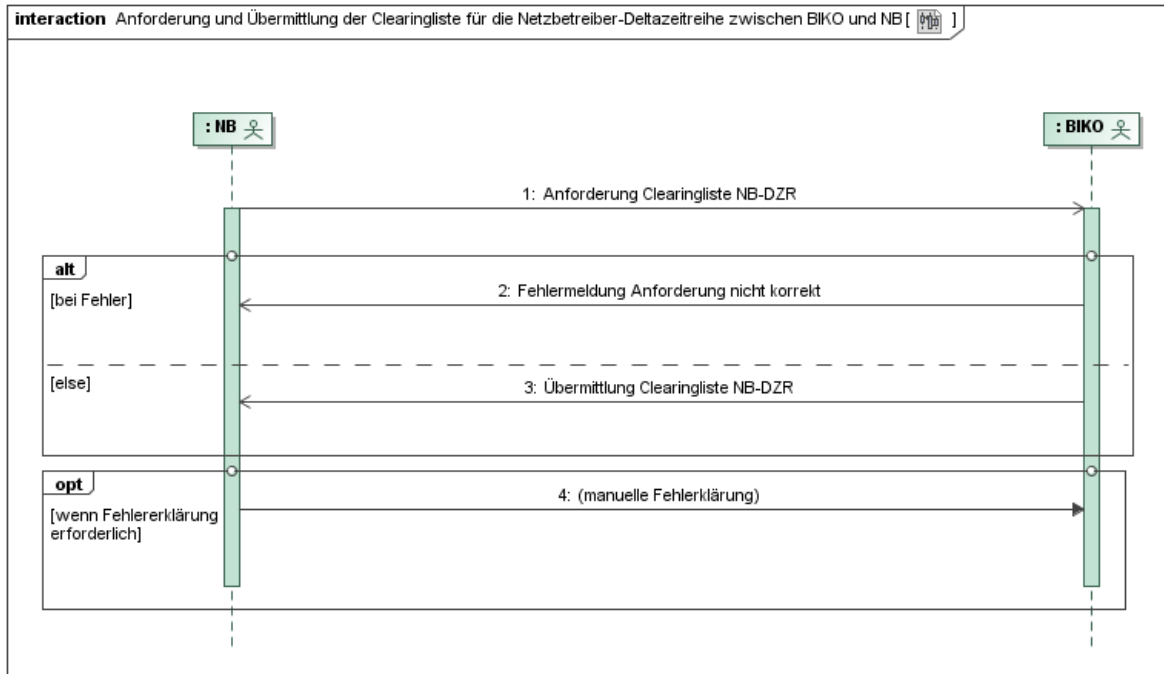 interaction Anforderung und Übermittlung der Clearingliste für die Netzbetreiber-Deltazeitreihe zwischen BIKO und NB [ ]
: NB
: BIKO
1: Anforderung Clearingliste NB-DZR
alt
[bei Fehler]
2: Fehlermeldung Anforderung nicht korrekt
[else]
3: Übermittlung Clearingliste NB-DZR
opt
4: (manuelle Fehlerklärung)
[wenn Fehlererklärung
erforderlich]